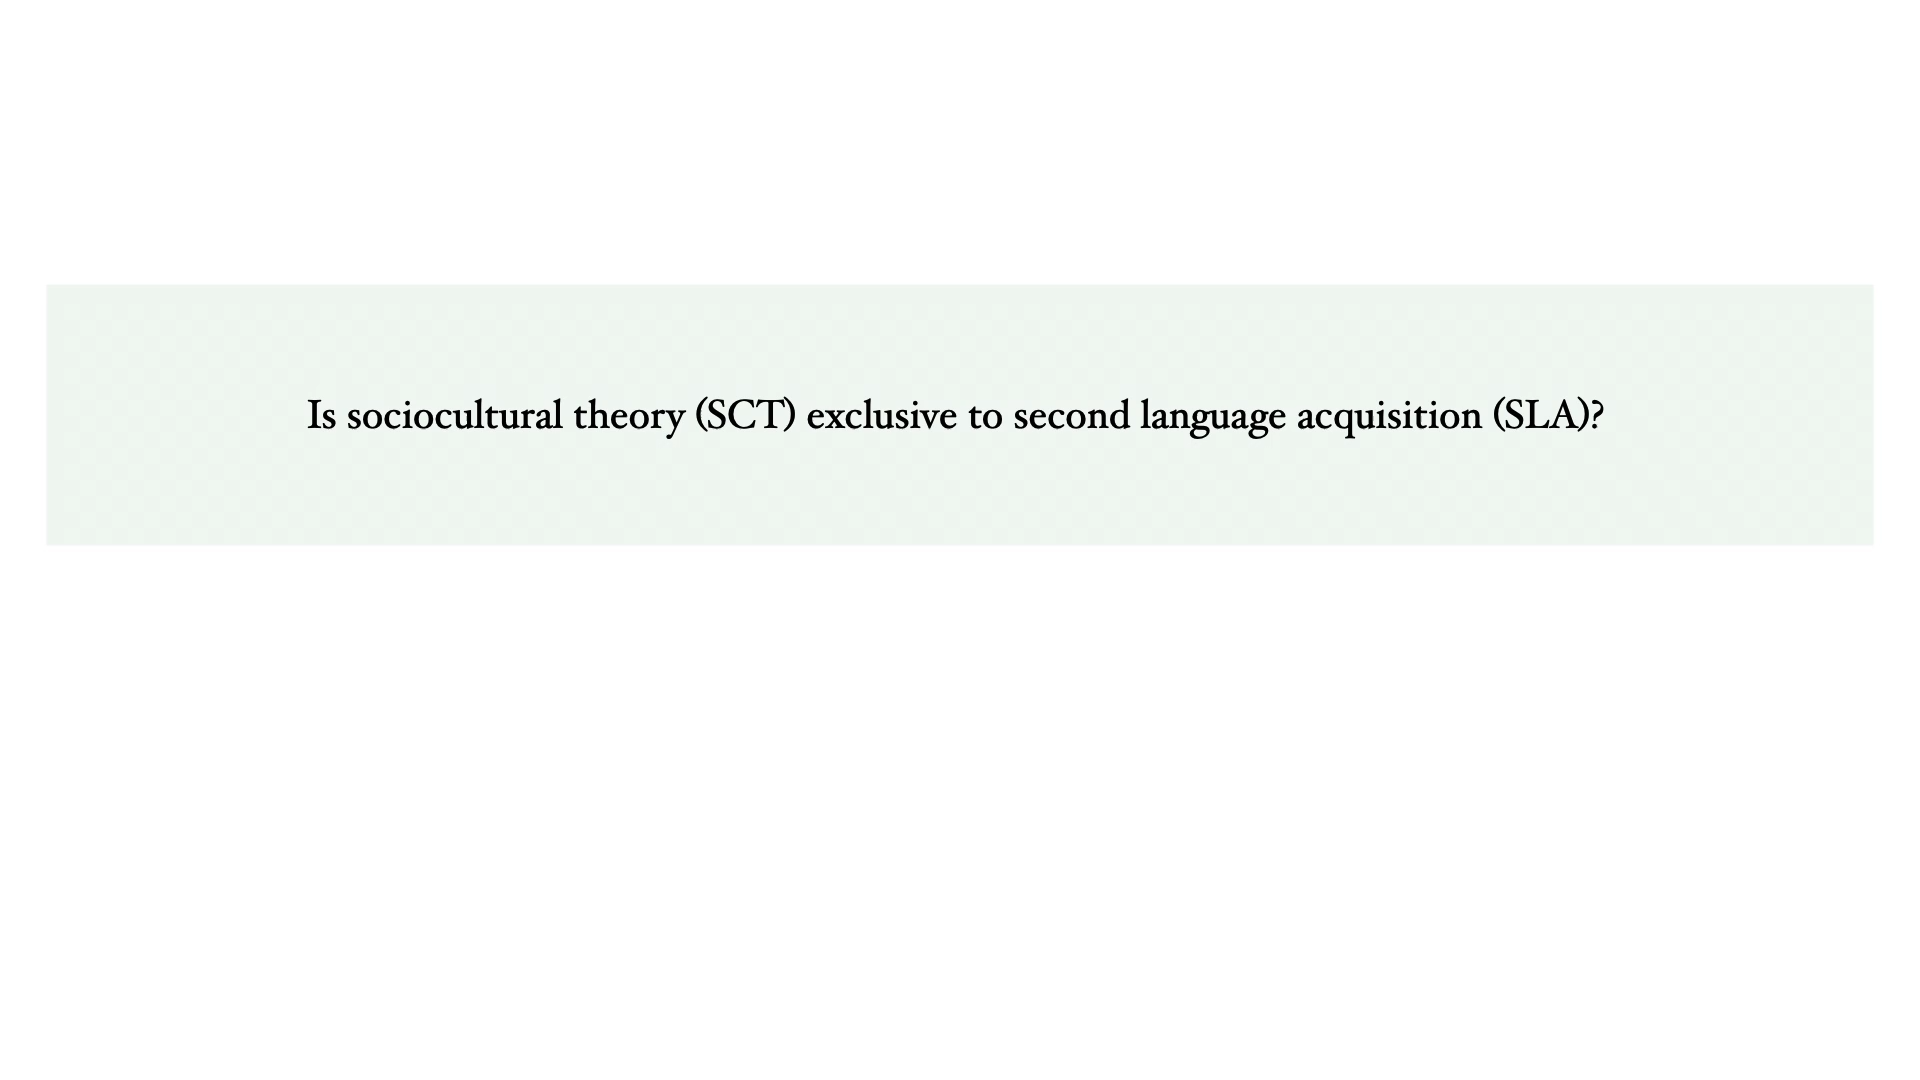 Is sociocultural theory (SCT) exclusive to second language acquisition (SLA)?